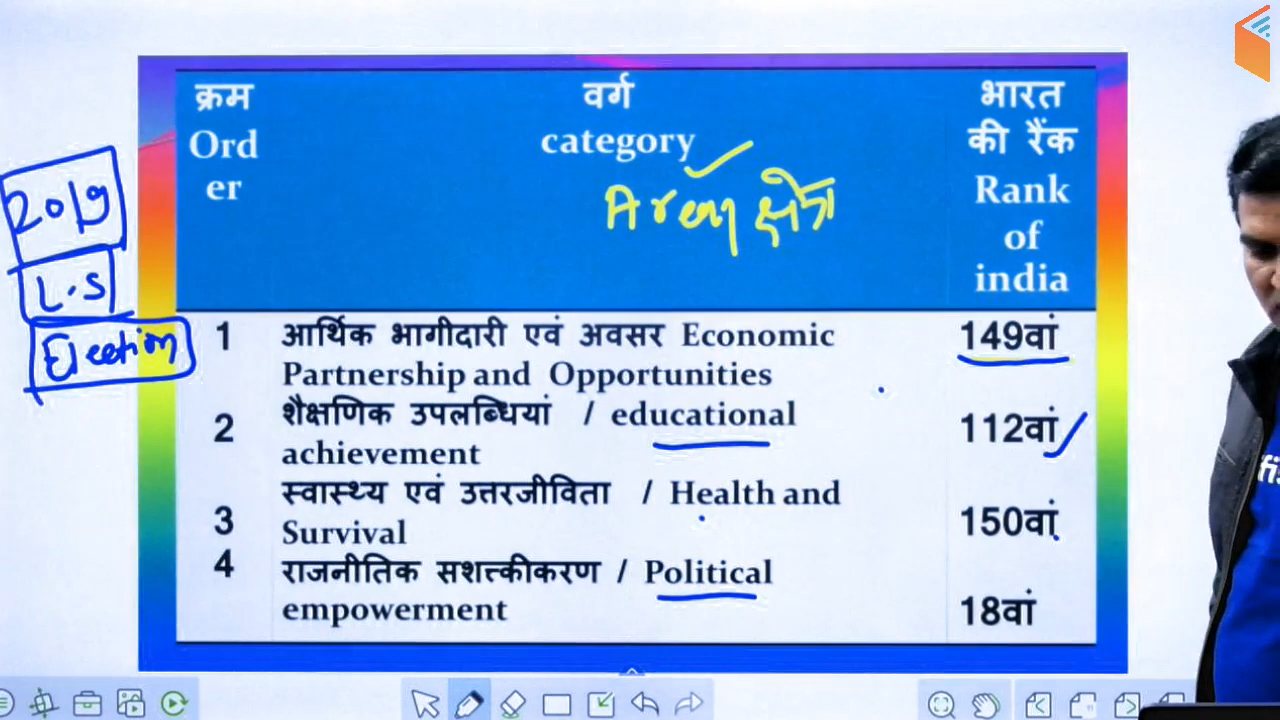 क्रम
Ord
er
वर्ग
category
Area क्षेत्र
भारत
की रैंक
Rank
of
india
2019
L.S
Election
1
आर्थिक भागीदारी एवं अवसर Economic
Partnership and Opportunities
149वां
2
शैक्षणिक उपलब्धियां / educational
achievement
112वां
3
स्वास्थ्य एवं उत्तरजीविता / Health and
Survival
150वां
4
राजनीतिक सशक्त्तीकरण / Political
empowerment
18वां